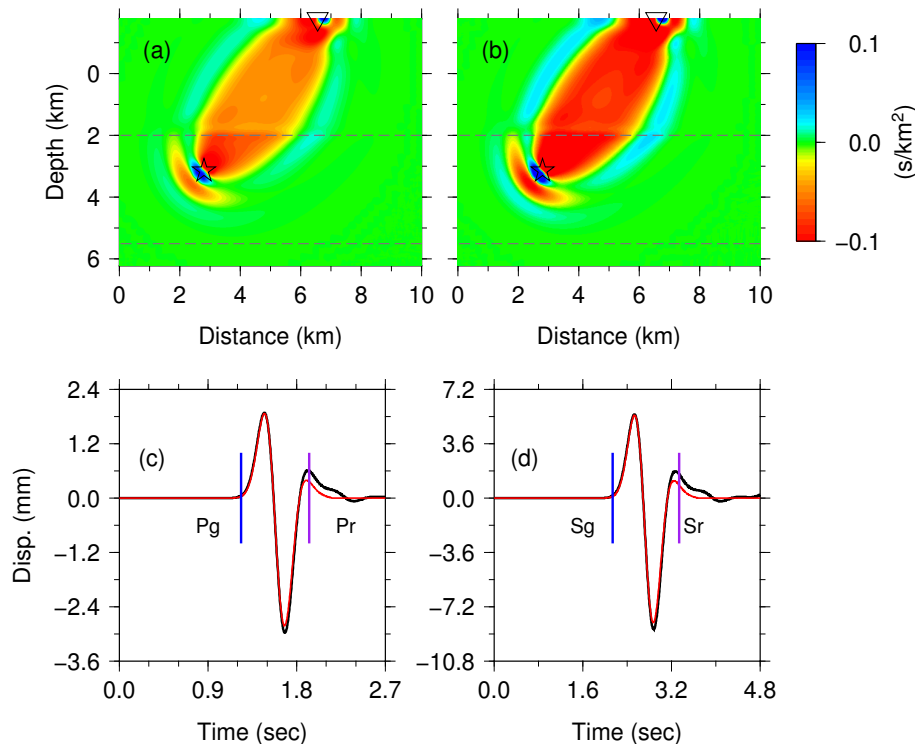 (a)
(b)
0
2
4
6
Depth (km)
0 2 4 6 8 10
0 2 4 6 8 10
Distance (km)
Distance (km)
0.1
0.0
−0.1
(s/km²)
2.4
1.2
0.0
−1.2
−2.4
−3.6
Disp. (mm)
(c)
Pg
Pr
0.0 0.9 1.8 2.7
Time (sec)
7.2
3.6
0.0
−3.6
−7.2
−10.8
(d)
Sg
Sr
0.0 1.6 3.2 4.8
Time (sec)